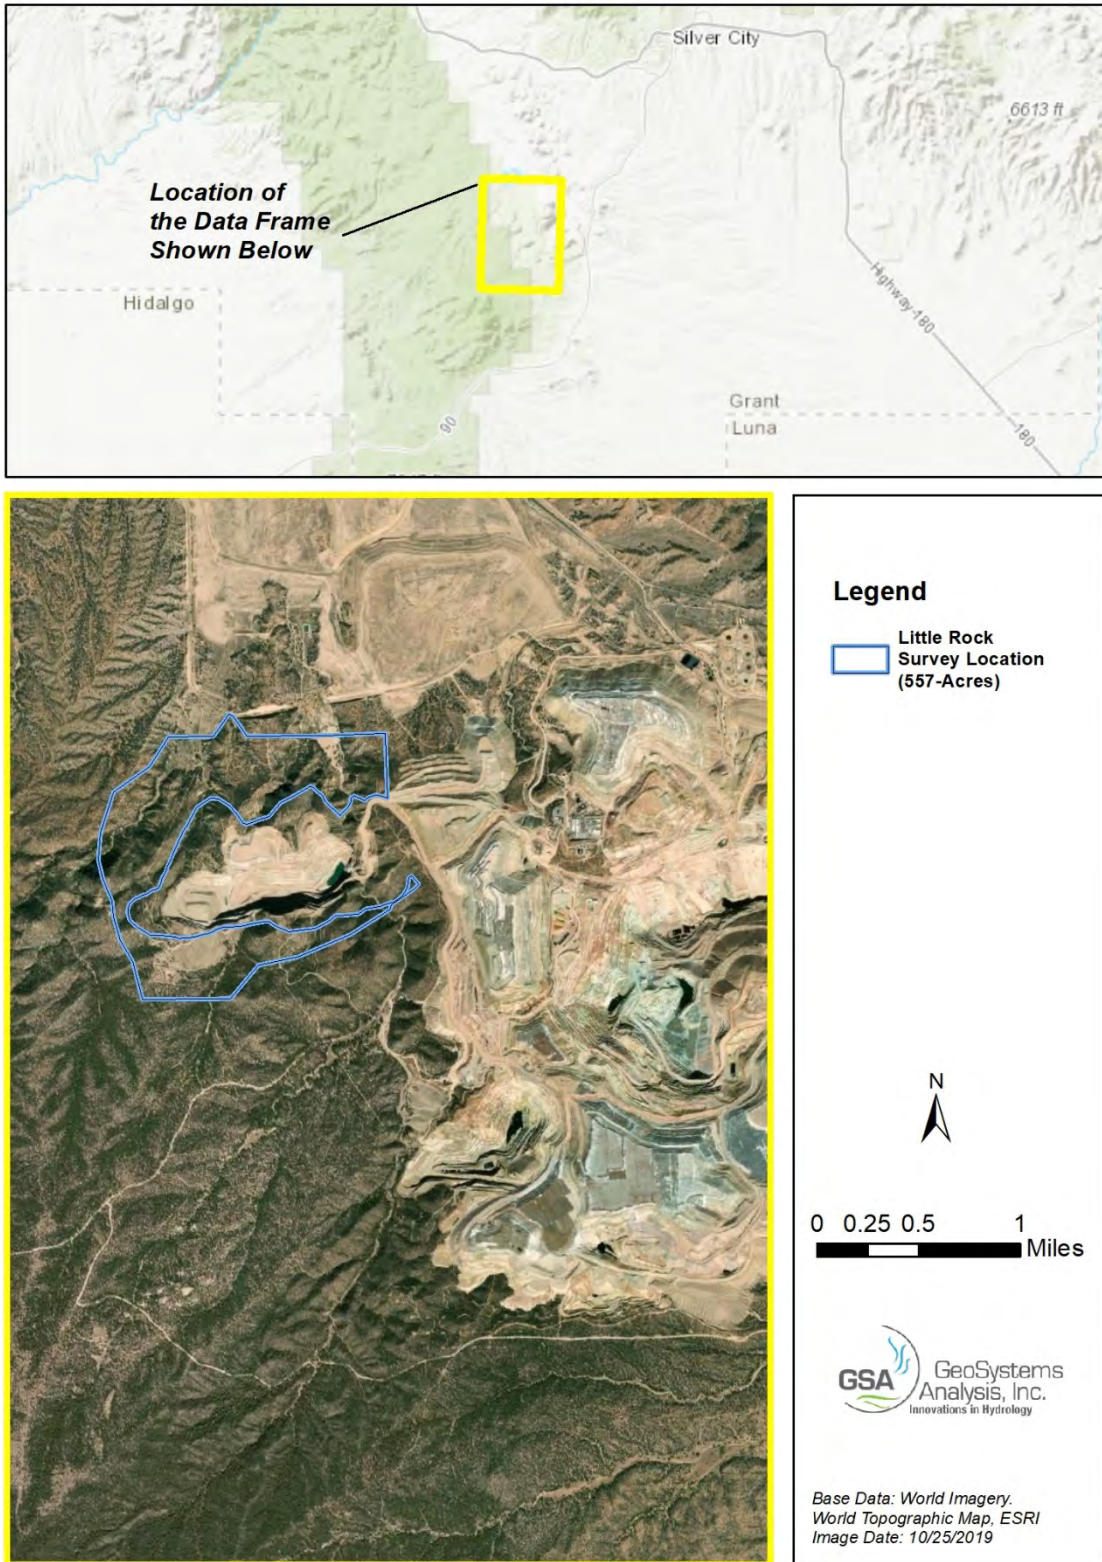 Silver City
6613 ft
Location of
the Data Frame
Shown Below
Hidalgo
Highway 180
Grant
Luna
90
180
Legend
Little Rock
Survey Location
(557-Acres)
N
0 0.25 0.5 1
Miles
GSA
GeoSystems
Analysis, Inc.
Innovations in Hydrology
Base Data: World Imagery.
World Topographic Map, ESRI
Image Date: 10/25/2019